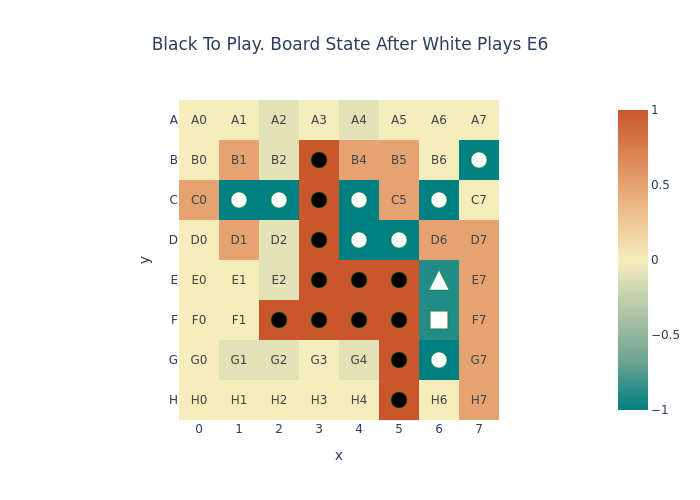 Black To Play. Board State After White Plays E6
A A0 A1 A2 A3 A4 A5 A6 A7
B B0 B1 B2 B4 B5 B6
C C0 C5 C7
D D0 D1 D2 D6 D7
E E0 E1 E2 E7
F F0 F1 F7
G G0 G1 G2 G3 G4 G7
H H0 H1 H2 H3 H4 H6 H7
0 1 2 3 4 5 6 7
x
y
1
0.5
0
−0.5
−1